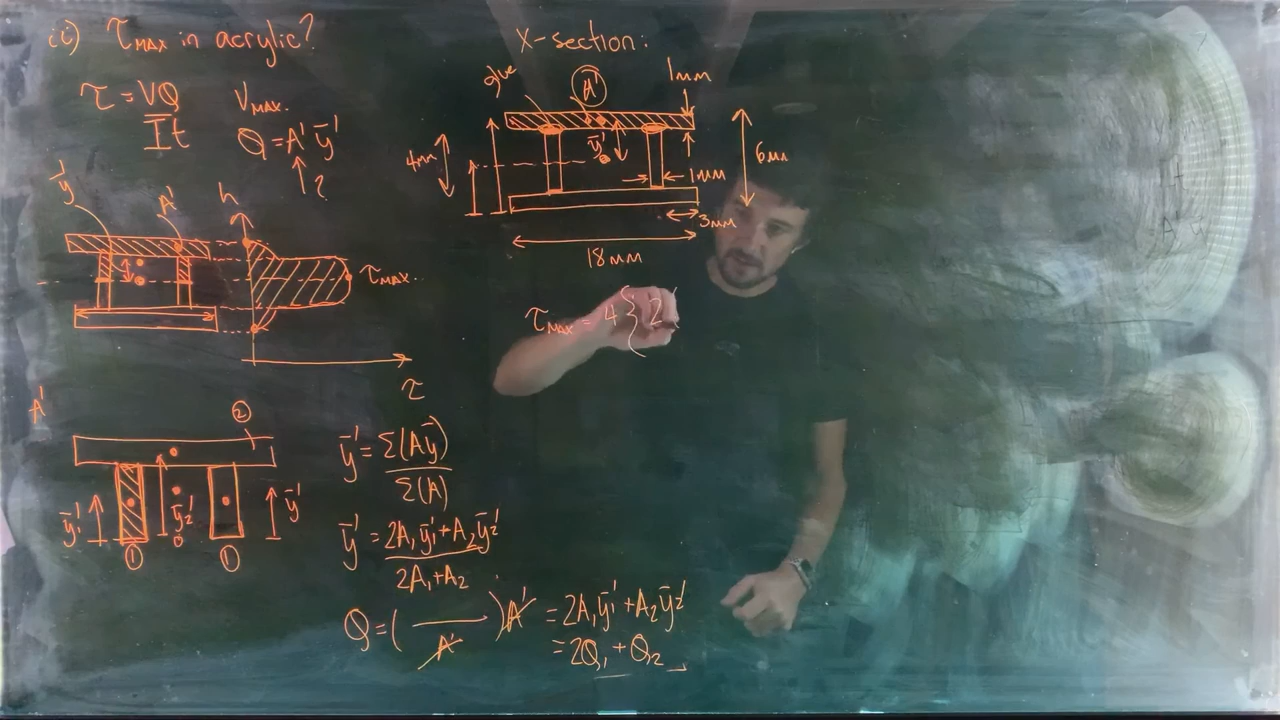 ii) τMAX in acrylic?
τ = VQ
It
VMAX.
Q = A' ȳ'
?
ȳ
A'
h
τMAX.
τ
X-section:
glue
A'
1mm
ȳ'
4mm
6mm
1mm
3mm
18mm
τMAX = 4 { 2
A'
②
ȳ1'
ȳ2'
ȳ'
①
①
ȳ' = Σ(Aȳ)
Σ(A)
ȳ' = 2A1ȳ1' + A2ȳ2'
2A1 + A2
Q = ( ) A' = 2A1ȳ1' + A2ȳ2'
A'
= 2Q1 + Q2